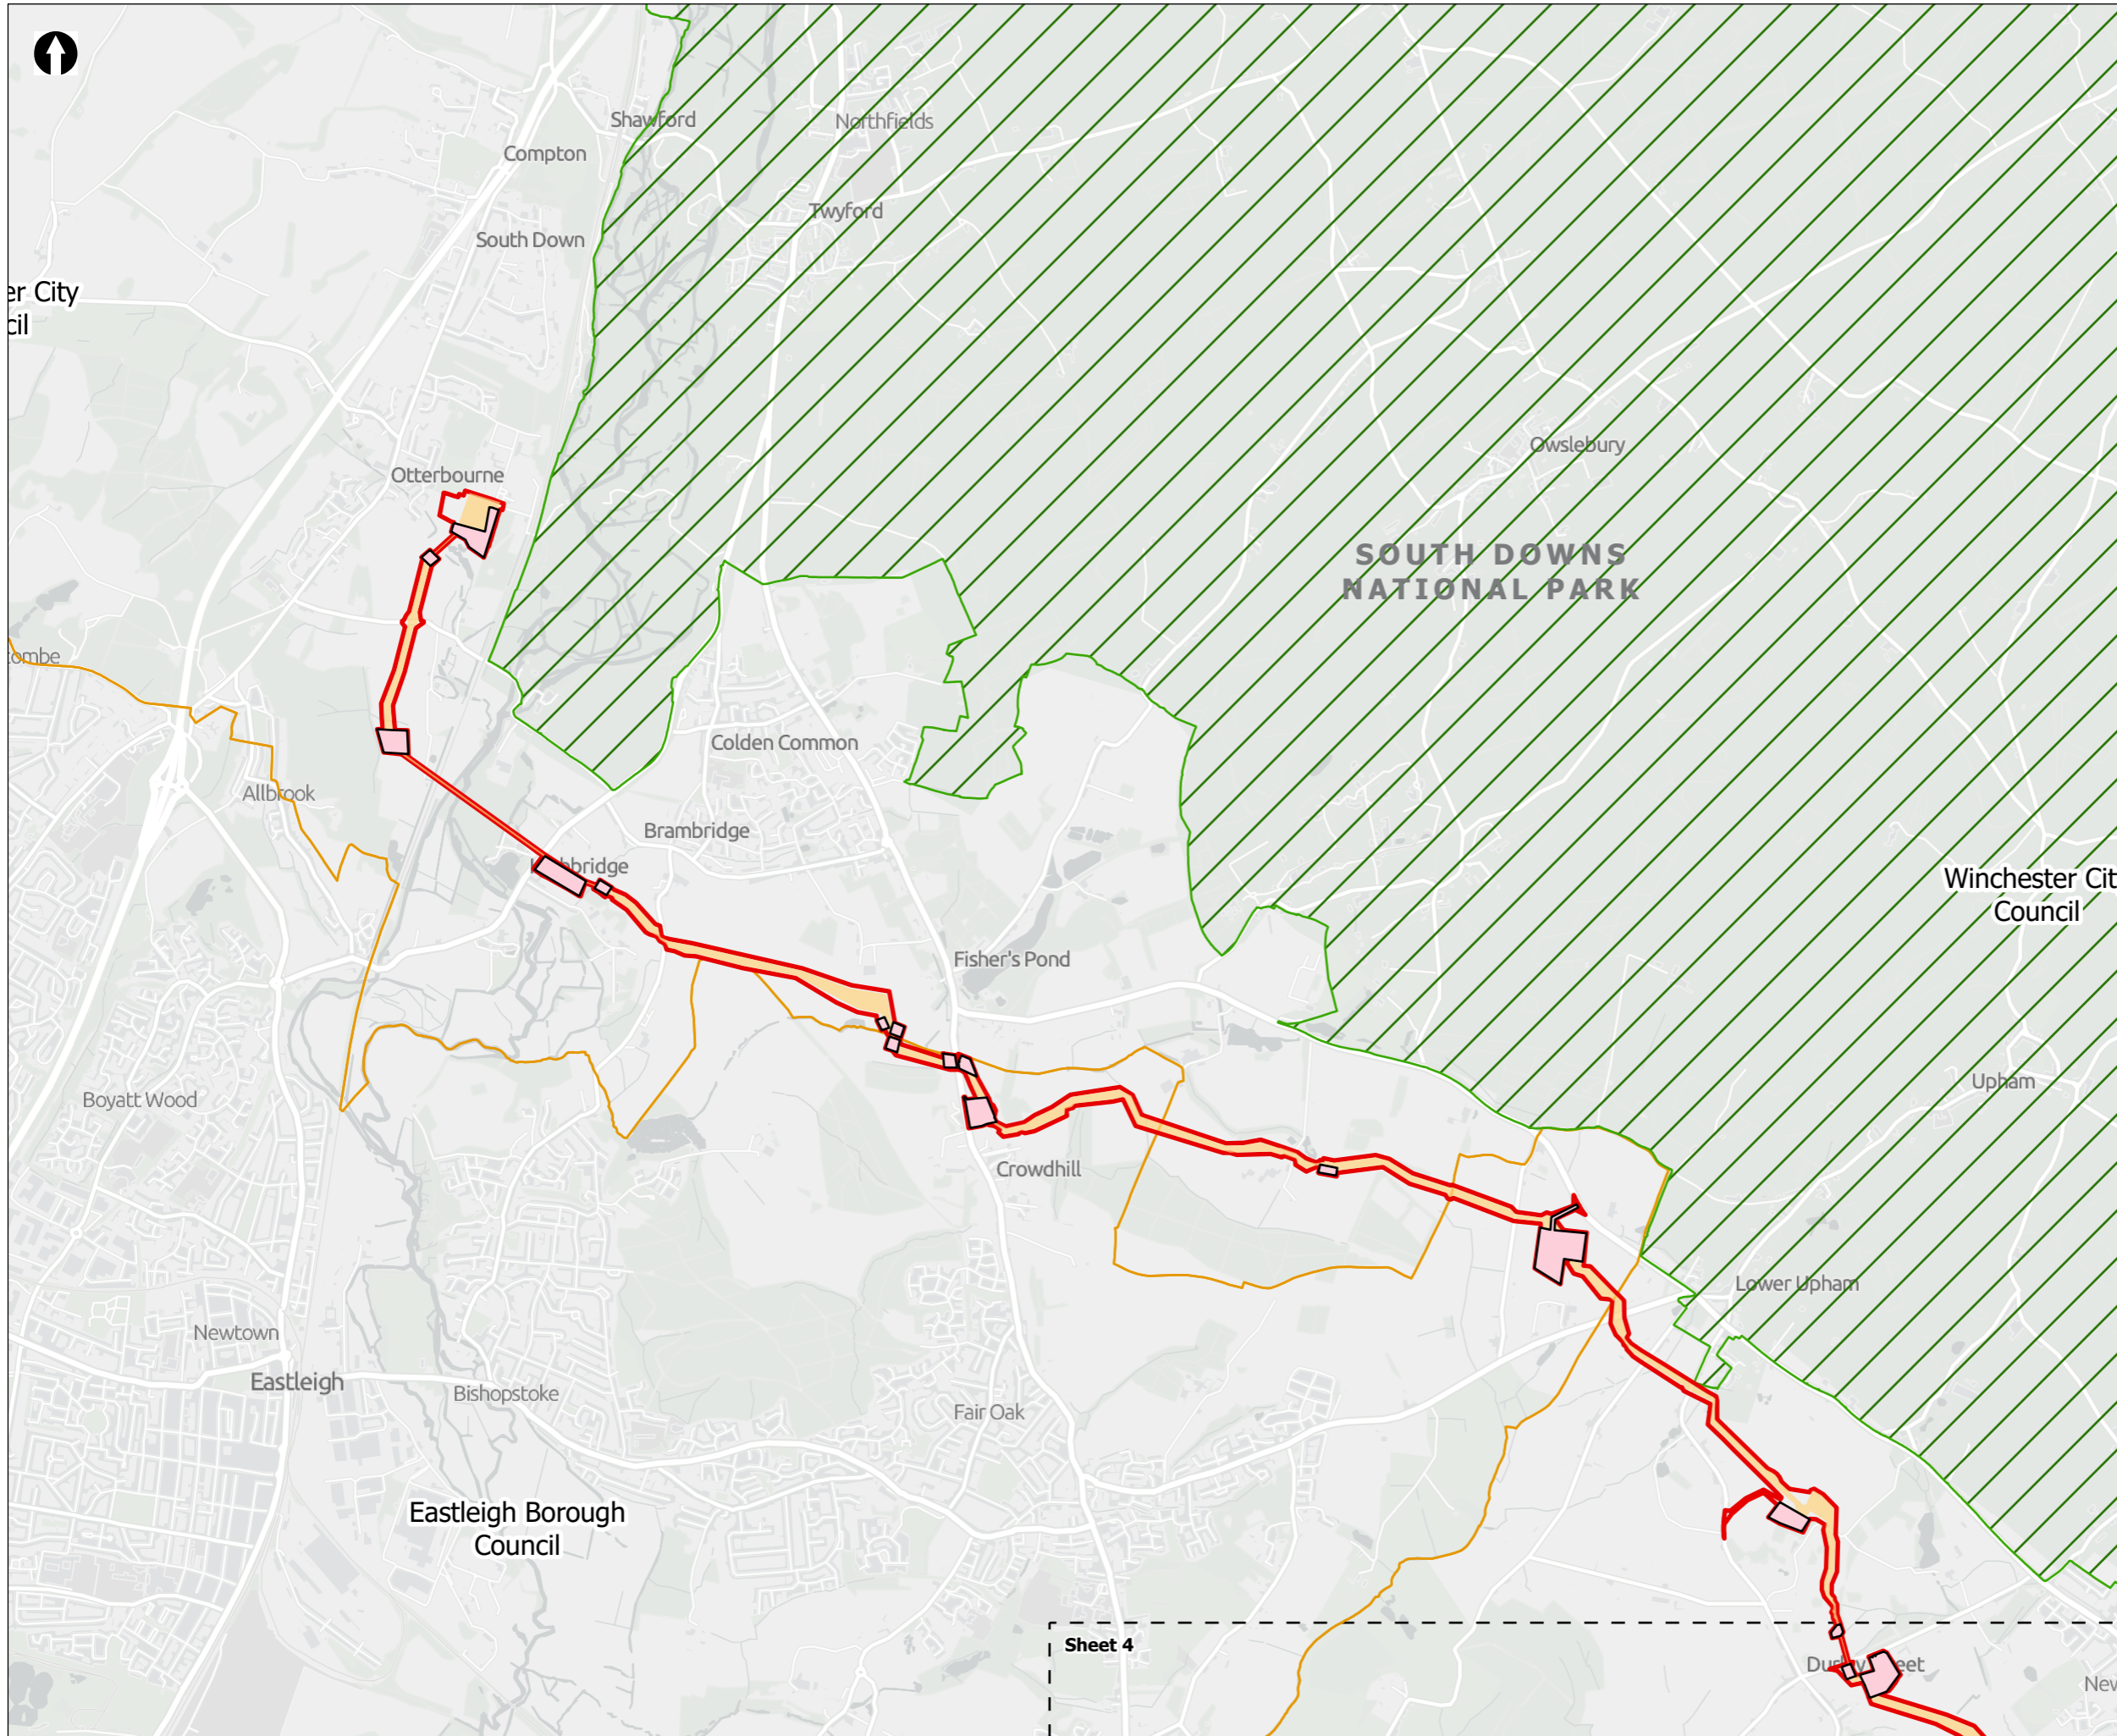 Shawford
Northfields
Compton
Twyford
South Down
er City
cil
Owslebury
Otterbourne
SOUTH DOWNS
NATIONAL PARK
combe
Colden Common
Allbrook
Brambridge
bridge
Winchester Cit
Council
Fisher's Pond
Upham
Boyatt Wood
Crowdhill
Lower Upham
Newtown
Eastleigh
Bishopstoke
Fair Oak
Eastleigh Borough
Council
Sheet 4
New